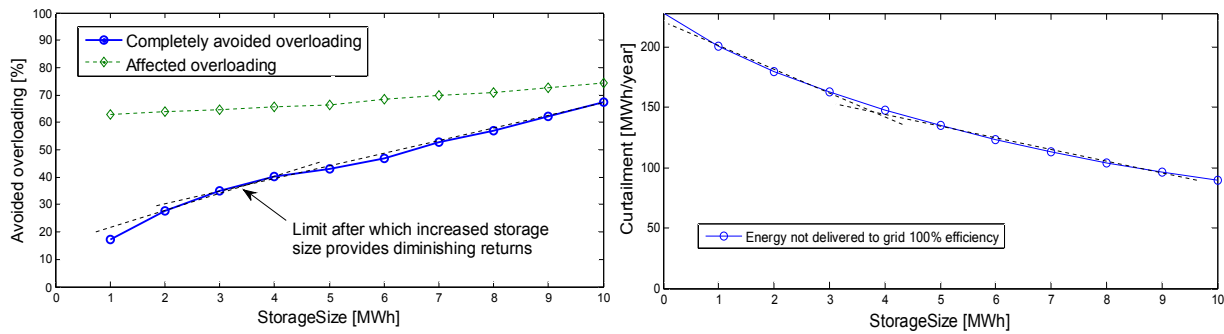 100
90
80
70
60
50
40
30
20
10
0
Avoided overloading [%]
Completely avoided overloading
Affected overloading
Limit after which increased storage
size provides diminishing returns
0 1 2 3 4 5 6 7 8 9 10
StorageSize [MWh]
200
150
100
50
0
Curtailment [MWh/year]
Energy not delivered to grid 100% efficiency
0 1 2 3 4 5 6 7 8 9 10
StorageSize [MWh]